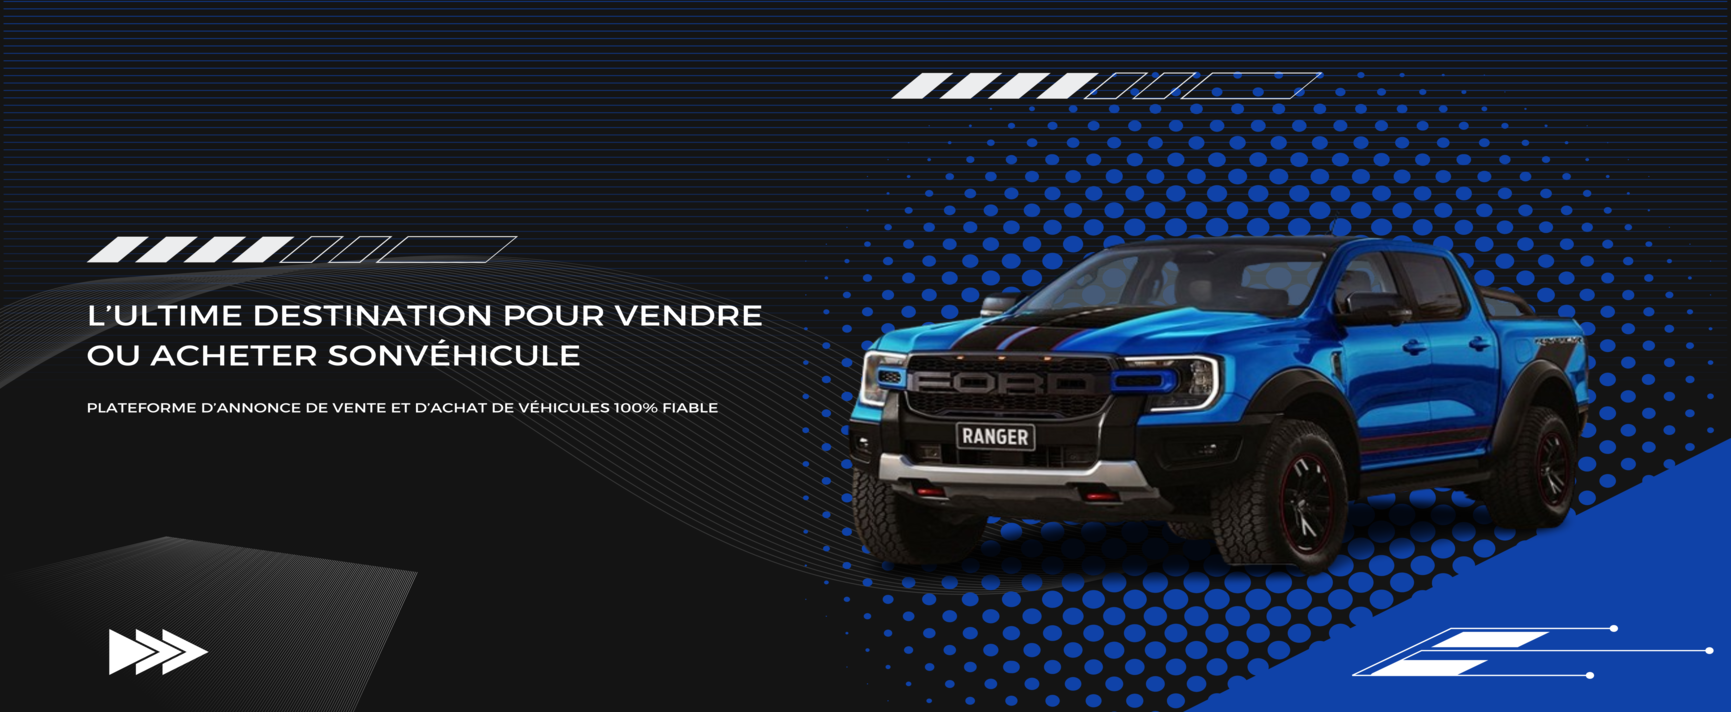 L'ULTIME DESTINATION POUR VENDRE
OU ACHETER SONVÉHICULE
PLATEFORME D'ANNONCE DE VENTE ET D'ACHAT DE VÉHICULES 100% FIABLE
FORD
RANGER